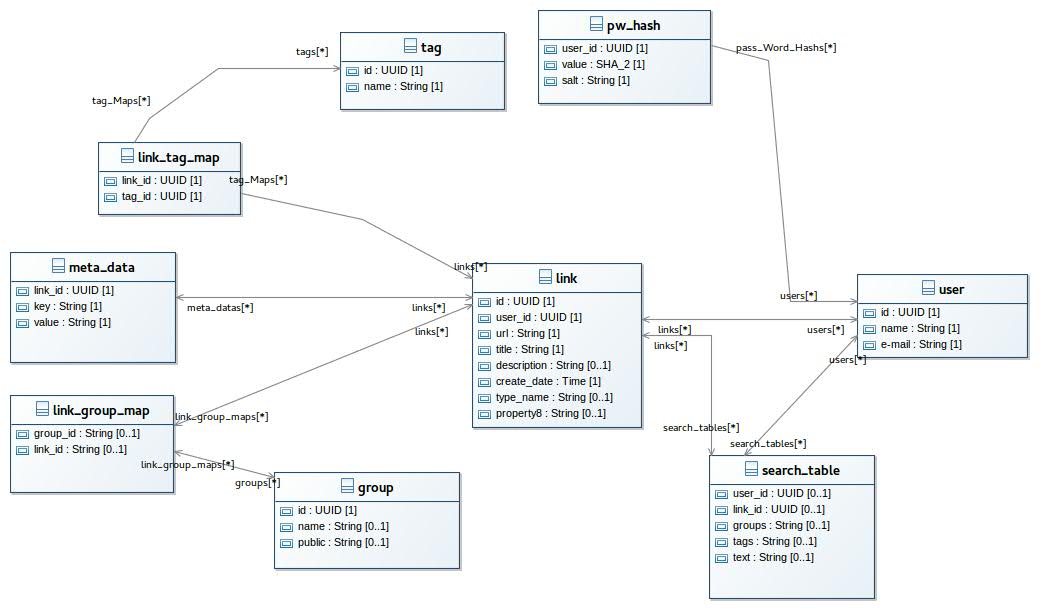 tag
id : UUID [1]
name : String [1]
pw_hash
user_id : UUID [1]
value : SHA_2 [1]
salt : String [1]
tags[*]
pass_Word_Hashs[*]
tag_Maps[*]
link_tag_map
link_id : UUID [1]
tag_id : UUID [1]
tag_Maps[*]
meta_data
link_id : UUID [1]
key : String [1]
value : String [1]
links[*]
link
id : UUID [1]
user_id : UUID [1]
url : String [1]
title : String [1]
description : String [0..1]
create_date : Time [1]
type_name : String [0..1]
property8 : String [0..1]
user
id : UUID [1]
name : String [1]
e-mail : String [1]
users[*]
meta_datas[*]
links[*]
links[*]
links[*]
links[*]
users[*]
users[*]
link_group_map
group_id : String [0..1]
link_id : String [0..1]
link_group_maps[*]
link_group_maps[*]
groups[*]
group
id : UUID [1]
name : String [0..1]
public : String [0..1]
search_tables[*]
search_tables[*]
search_table
user_id : UUID [0..1]
link_id : UUID [0..1]
groups : String [0..1]
tags : String [0..1]
text : String [0..1]